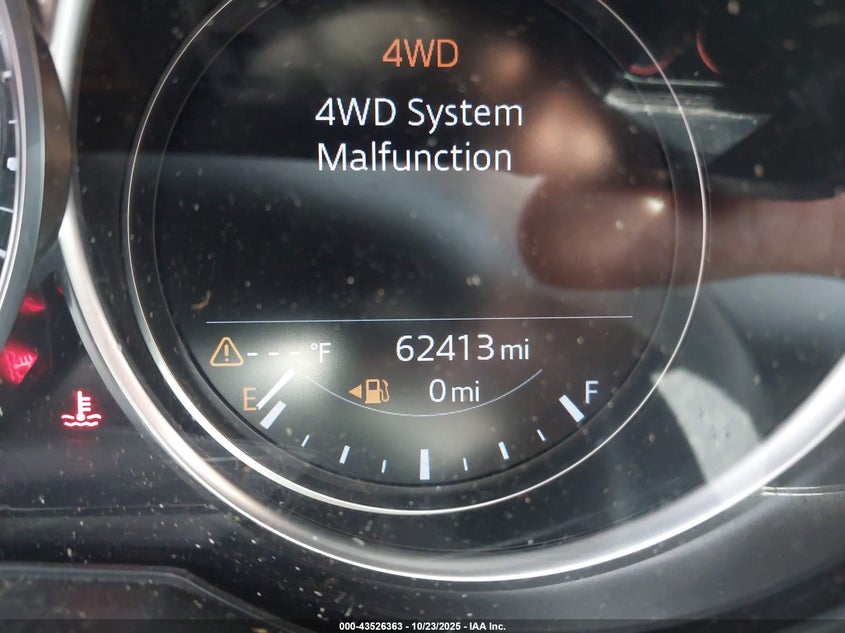 4WD
4WD System
Malfunction
- - - °F 62413 mi
0 mi
E F
000-43526363 - 10/23/2025 - IAA Inc.